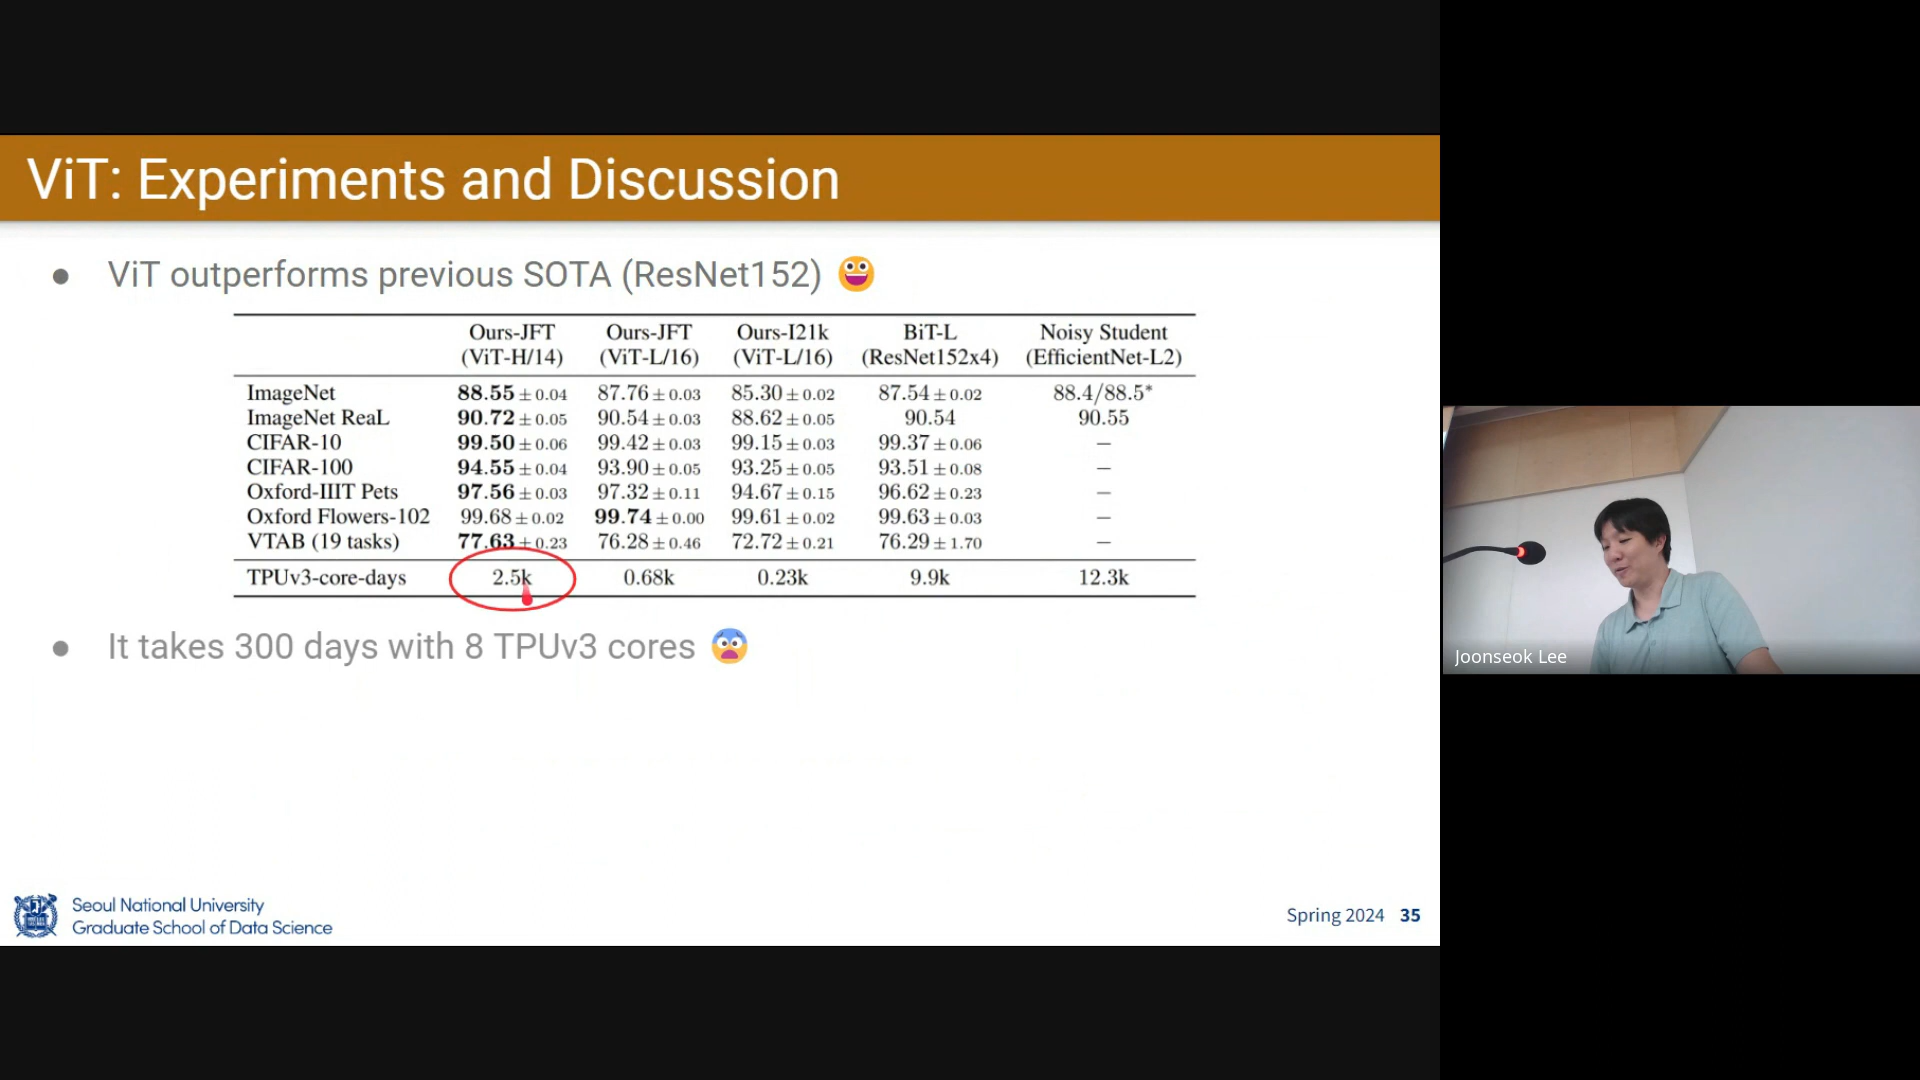 ViT: Experiments and Discussion
● ViT outperforms previous SOTA (ResNet152) 😀
Ours-JFT Ours-JFT Ours-I21k BiT-L Noisy Student
(ViT-H/14) (ViT-L/16) (ViT-L/16) (ResNet152x4) (EfficientNet-L2)
ImageNet 88.55 ± 0.04 87.76 ± 0.03 85.30 ± 0.02 87.54 ± 0.02 88.4/88.5*
ImageNet ReaL 90.72 ± 0.05 90.54 ± 0.03 88.62 ± 0.05 90.54 90.55
CIFAR-10 99.50 ± 0.06 99.42 ± 0.03 99.15 ± 0.03 99.37 ± 0.06 –
CIFAR-100 94.55 ± 0.04 93.90 ± 0.05 93.25 ± 0.05 93.51 ± 0.08 –
Oxford-IIIT Pets 97.56 ± 0.03 97.32 ± 0.11 94.67 ± 0.15 96.62 ± 0.23 –
Oxford Flowers-102 99.68 ± 0.02 99.74 ± 0.00 99.61 ± 0.02 99.63 ± 0.03 –
VTAB (19 tasks) 77.63 ± 0.23 76.28 ± 0.46 72.72 ± 0.21 76.29 ± 1.70 –
TPUv3-core-days 2.5k 0.68k 0.23k 9.9k 12.3k
● It takes 300 days with 8 TPUv3 cores 😨
Seoul National University
Graduate School of Data Science
Spring 2024 35
Joonseok Lee